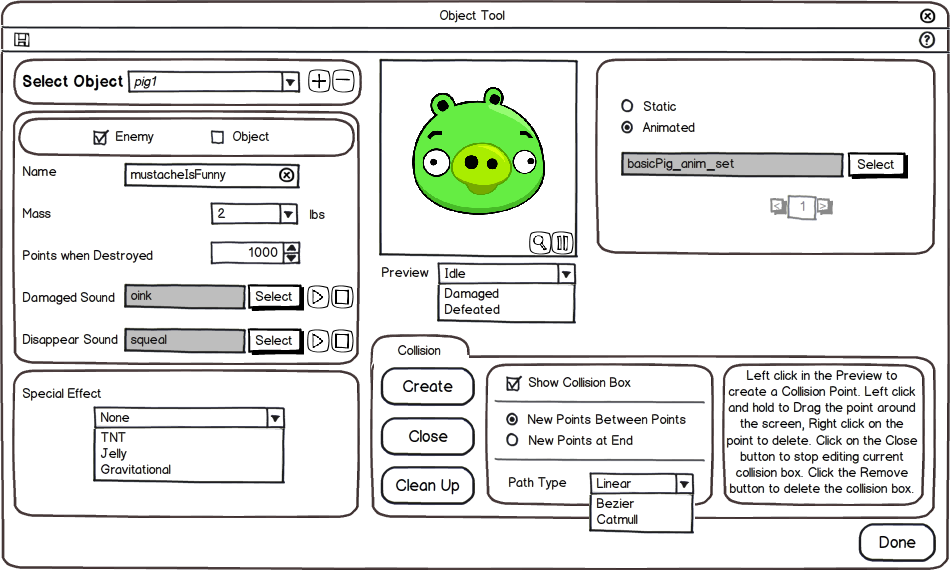 Object Tool
Select Object pig1
Enemy Object
Name mustacheIsFunny
Mass 2 lbs
Points when Destroyed 1000
Damaged Sound oink Select
Disappear Sound squeal Select
Special Effect
None
TNT
Jelly
Gravitational
Preview Idle
Damaged
Defeated
Static
Animated
basicPig_anim_set Select
< 1 >
Collision
Create
Close
Clean Up
Show Collision Box
New Points Between Points
New Points at End
Path Type Linear
Bezier
Catmull
Left click in the Preview to
create a Collision Point. Left click
and hold to Drag the point around
the screen, Right click on the
point to delete. Click on the Close
button to stop editing current
collision box. Click the Remove
button to delete the collision box.
Done